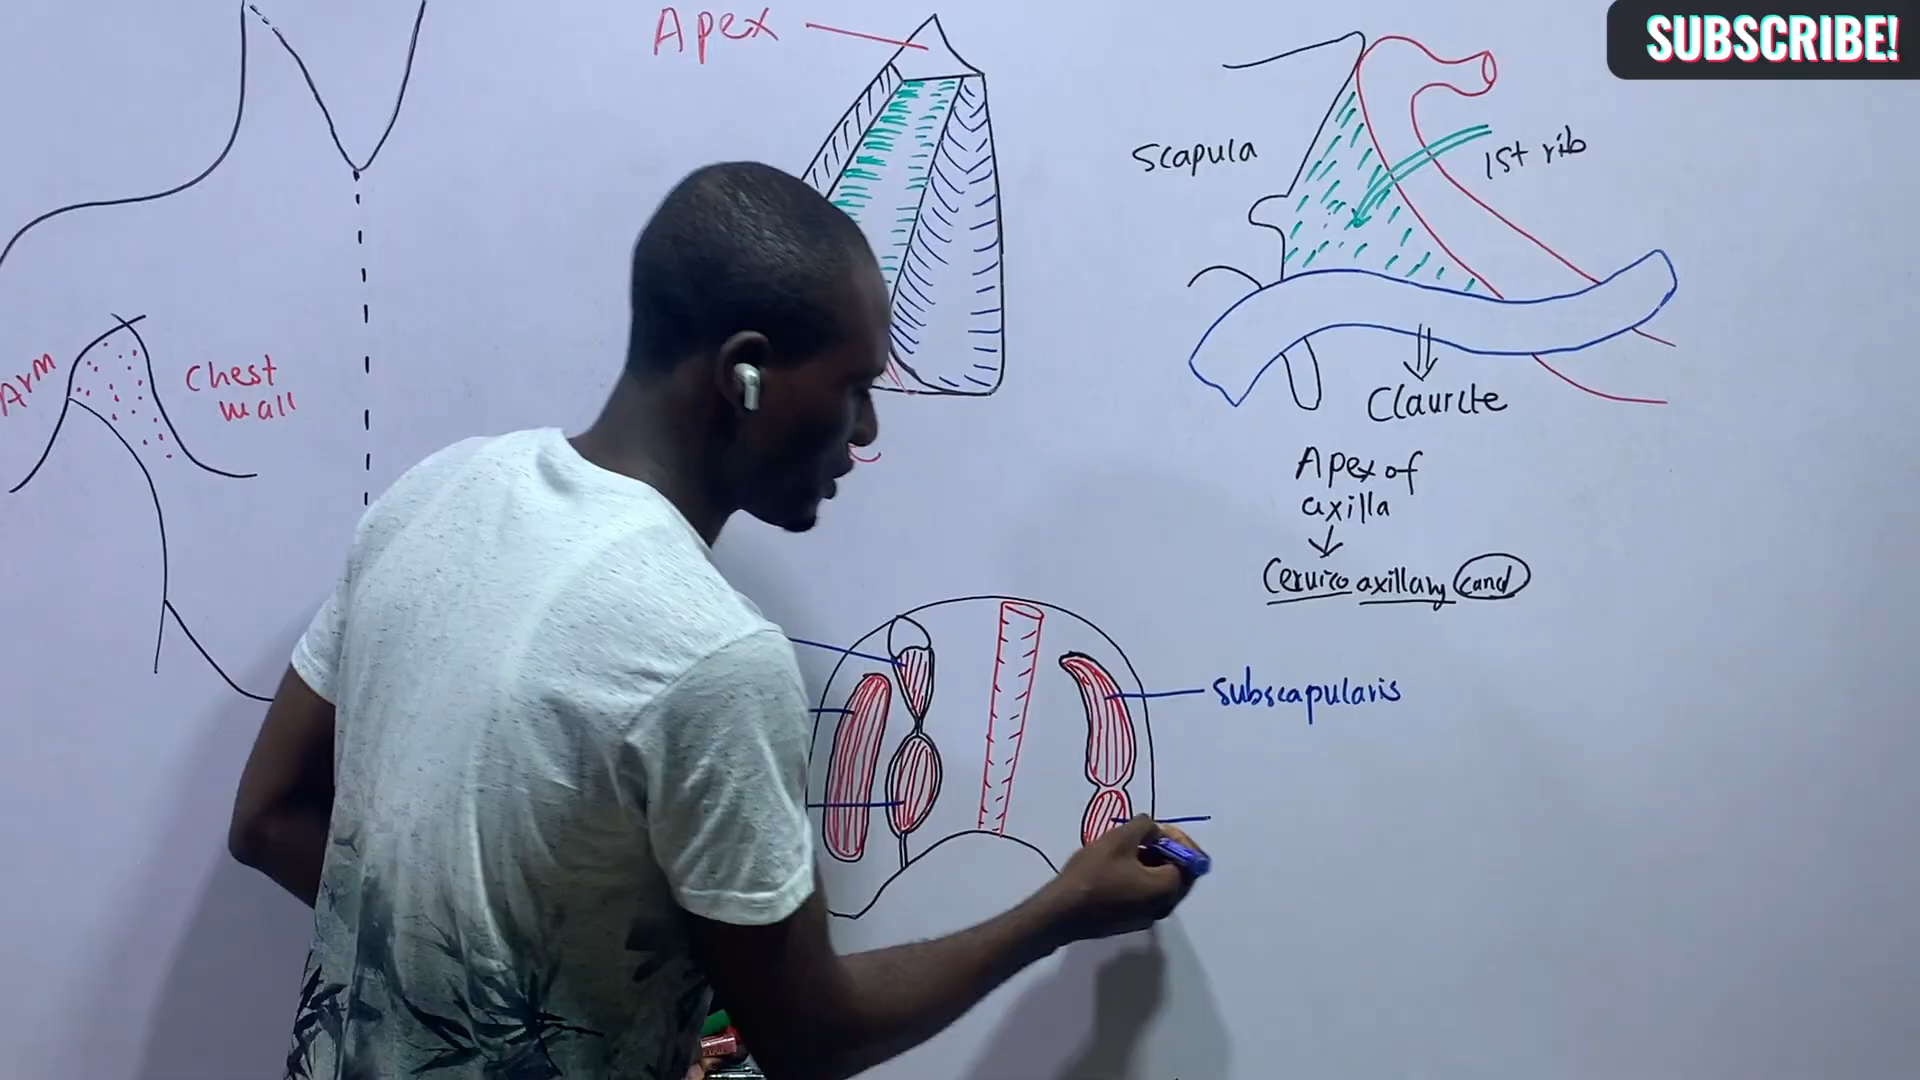 SUBSCRIBE!
Apex
Scapula
1st rib
Arm
Chest
wall
Clavicle
Apex of
axilla
Cervico axillary canal
Subscapularis